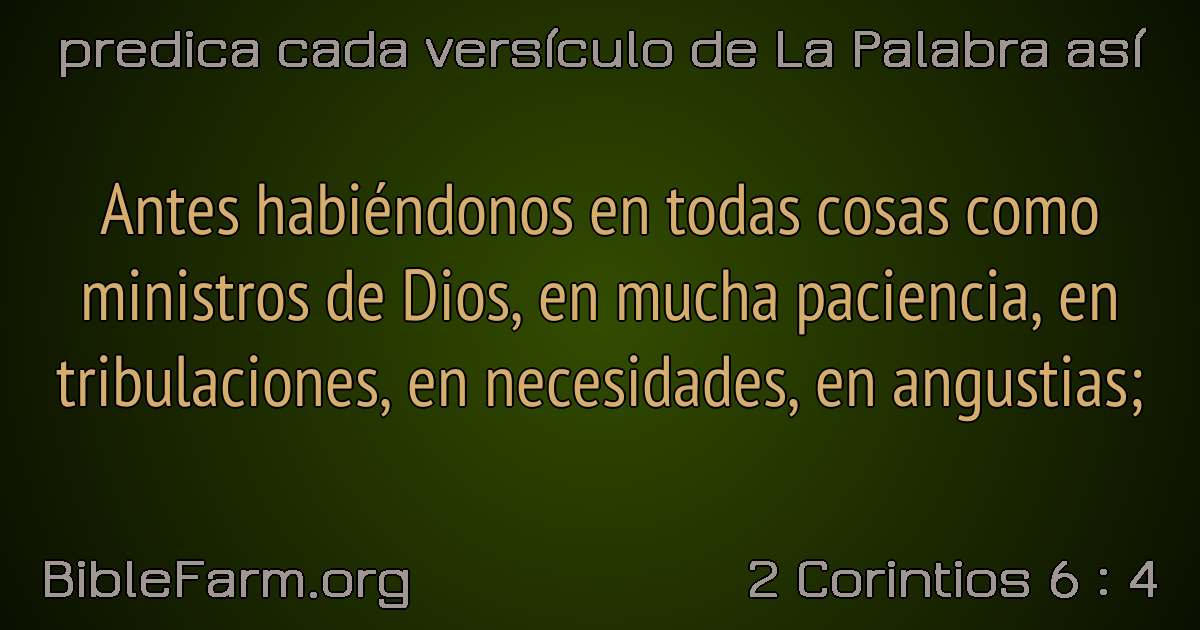 predica cada versículo de La Palabra así
Antes habiéndonos en todas cosas como
ministros de Dios, en mucha paciencia, en
tribulaciones, en necesidades, en angustias;
BibleFarm.org
2 Corintios 6 : 4